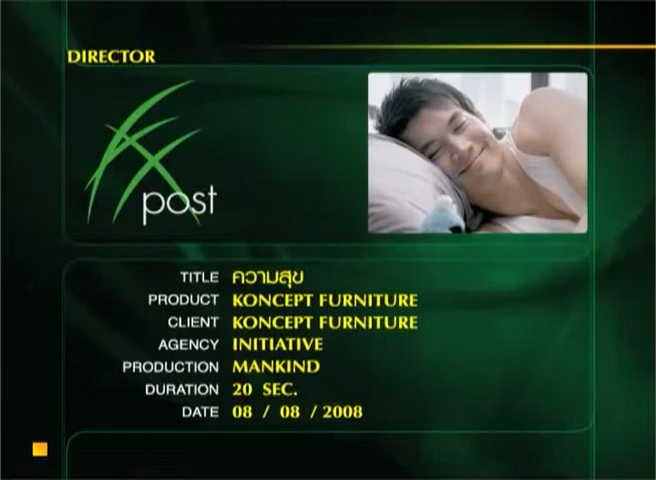 DIRECTOR
FX
post
TITLE ความสุข
PRODUCT KONCEPT FURNITURE
CLIENT KONCEPT FURNITURE
AGENCY INITIATIVE
PRODUCTION MANKIND
DURATION 20 SEC.
DATE 08 / 08 / 2008